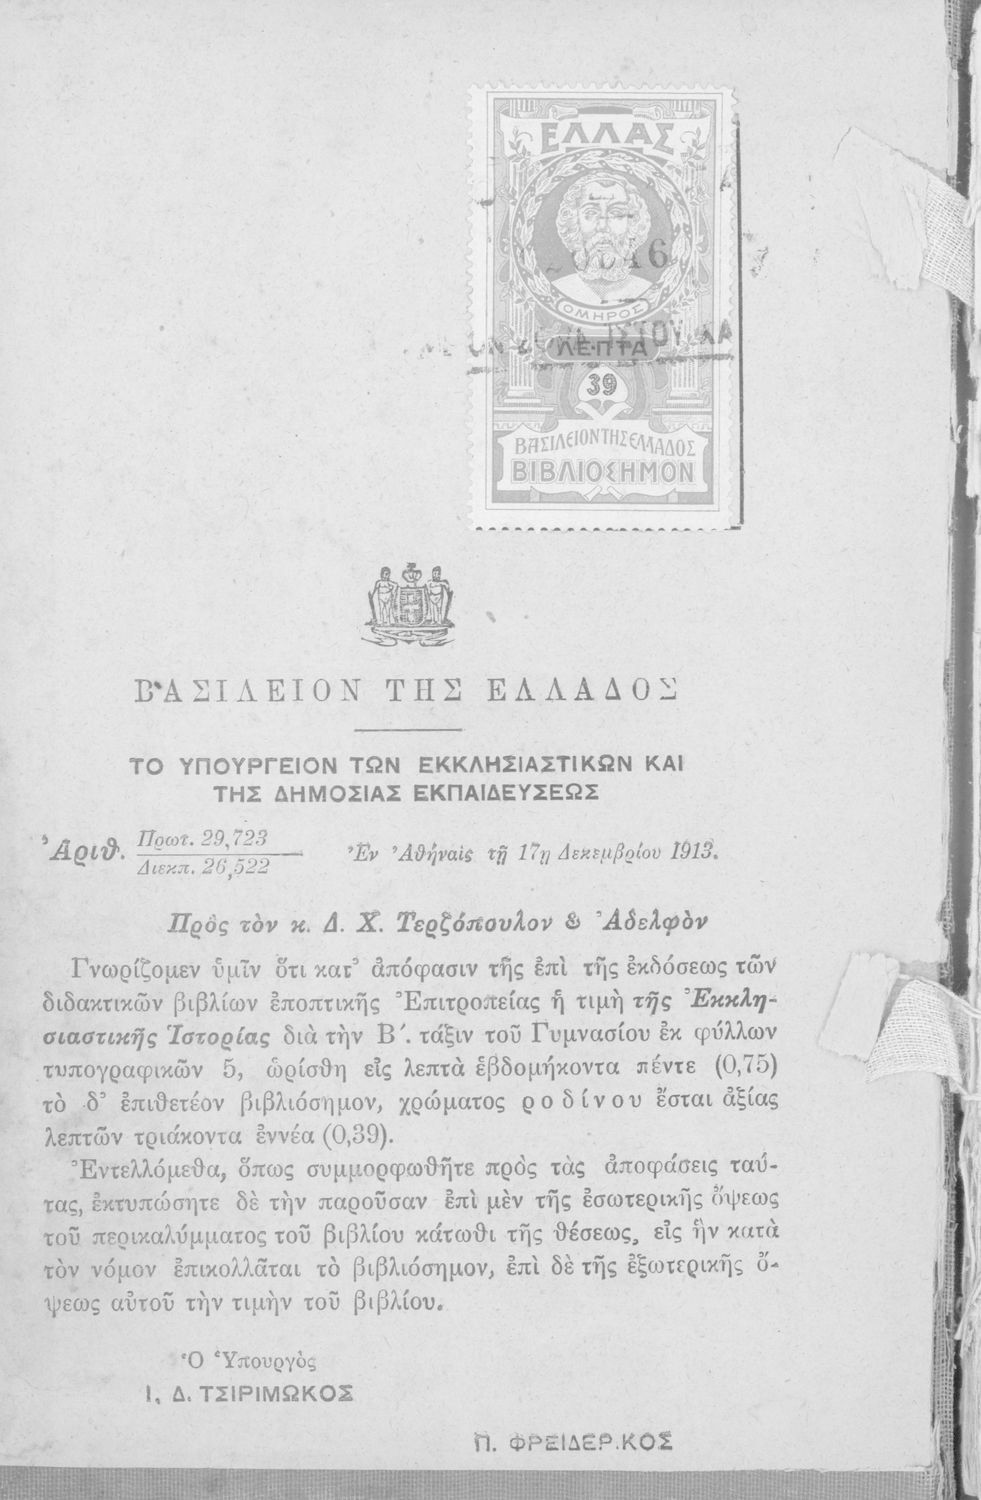 ΕΛΛΑΣ
ΟΜΗΡΟΣ
ΛΕΠΤΑ
39
ΒΑΣΙΛΕΙΟΝ ΤΗΣ ΕΛΛΑΔΟΣ
ΒΙΒΛΙΟΣΗΜΟΝ
ΒΑΣΙΛΕΙΟΝ ΤΗΣ ΕΛΛΑΔΟΣ
ΤΟ ΥΠΟΥΡΓΕΙΟΝ ΤΩΝ ΕΚΚΛΗΣΙΑΣΤΙΚΩΝ ΚΑΙ
ΤΗΣ ΔΗΜΟΣΙΑΣ ΕΚΠΑΙΔΕΥΣΕΩΣ
Ἀριθ. Πρωτ. 29,723
Διεκπ. 26,522
Ἐν Ἀθήναις τῇ 17ῃ Δεκεμβρίου 1913.
Πρὸς τὸν κ. Δ. Χ. Τερζόπουλον & Ἀδελφὸν
Γνωρίζομεν ὑμῖν ὅτι κατ' ἀπόφασιν τῆς ἐπὶ τῆς ἐκδόσεως τῶν
διδακτικῶν βιβλίων ἐποπτικῆς Ἐπιτροπείας ἡ τιμὴ τῆς Ἐκκλη-
σιαστικῆς Ἱστορίας διὰ τὴν Β΄. τάξιν τοῦ Γυμνασίου ἐκ φύλλων
τυπογραφικῶν 5, ὡρίσθη εἰς λεπτὰ ἑβδομήκοντα πέντε (0,75)
τὸ δ' ἐπιθετέον βιβλιόσημον, χρώματος ῥοδίνου ἔσται ἀξίας
λεπτῶν τριάκοντα ἐννέα (0,39).
Ἐντελλόμεθα, ὅπως συμμορφωθῆτε πρὸς τὰς ἀποφάσεις ταύ-
τας, ἐκτυπώσητε δὲ τὴν παροῦσαν ἐπὶ μὲν τῆς ἐσωτερικῆς ὄψεως
τοῦ περικαλύμματος τοῦ βιβλίου κάτωθι τῆς θέσεως, εἰς ἣν κατὰ
τὸν νόμον ἐπικολλᾶται τὸ βιβλιόσημον, ἐπὶ δὲ τῆς ἐξωτερικῆς ὄ-
ψεως αὐτοῦ τὴν τιμὴν τοῦ βιβλίου.
Ὁ Ὑπουργὸς
Ι. Δ. ΤΣΙΡΙΜΩΚΟΣ
Π. ΦΡΕΙΔΕΡ.ΚΟΣ